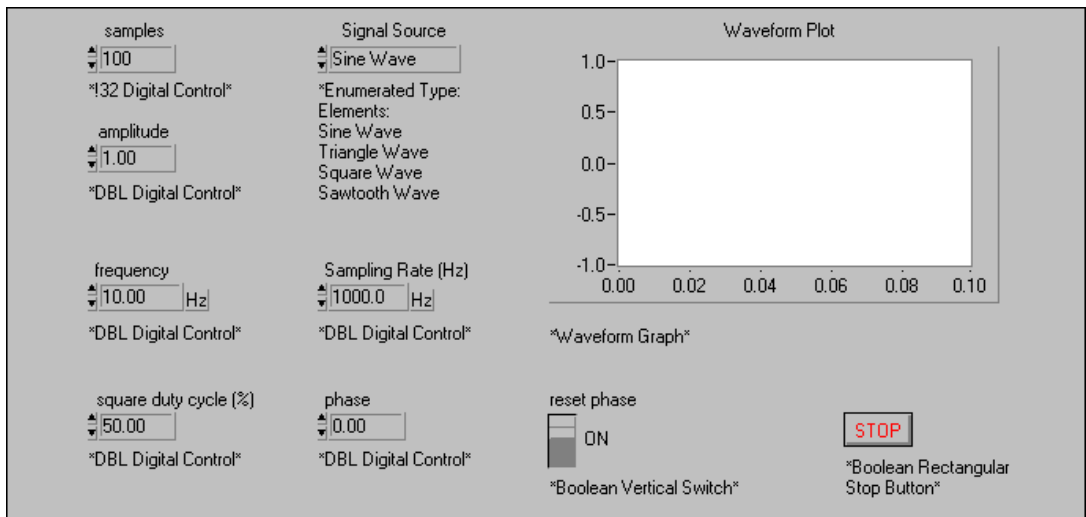 samples
100
*!32 Digital Control*
amplitude
1.00
*DBL Digital Control*
Signal Source
Sine Wave
*Enumerated Type:
Elements:
Sine Wave
Triangle Wave
Square Wave
Sawtooth Wave
Waveform Plot
1.0
0.5
0.0
-0.5
-1.0
0.00 0.02 0.04 0.06 0.08 0.10
*Waveform Graph*
frequency
10.00 Hz
*DBL Digital Control*
Sampling Rate (Hz)
1000.0 Hz
*DBL Digital Control*
square duty cycle (%)
50.00
*DBL Digital Control*
phase
0.00
*DBL Digital Control*
reset phase
ON
*Boolean Vertical Switch*
STOP
*Boolean Rectangular
Stop Button*